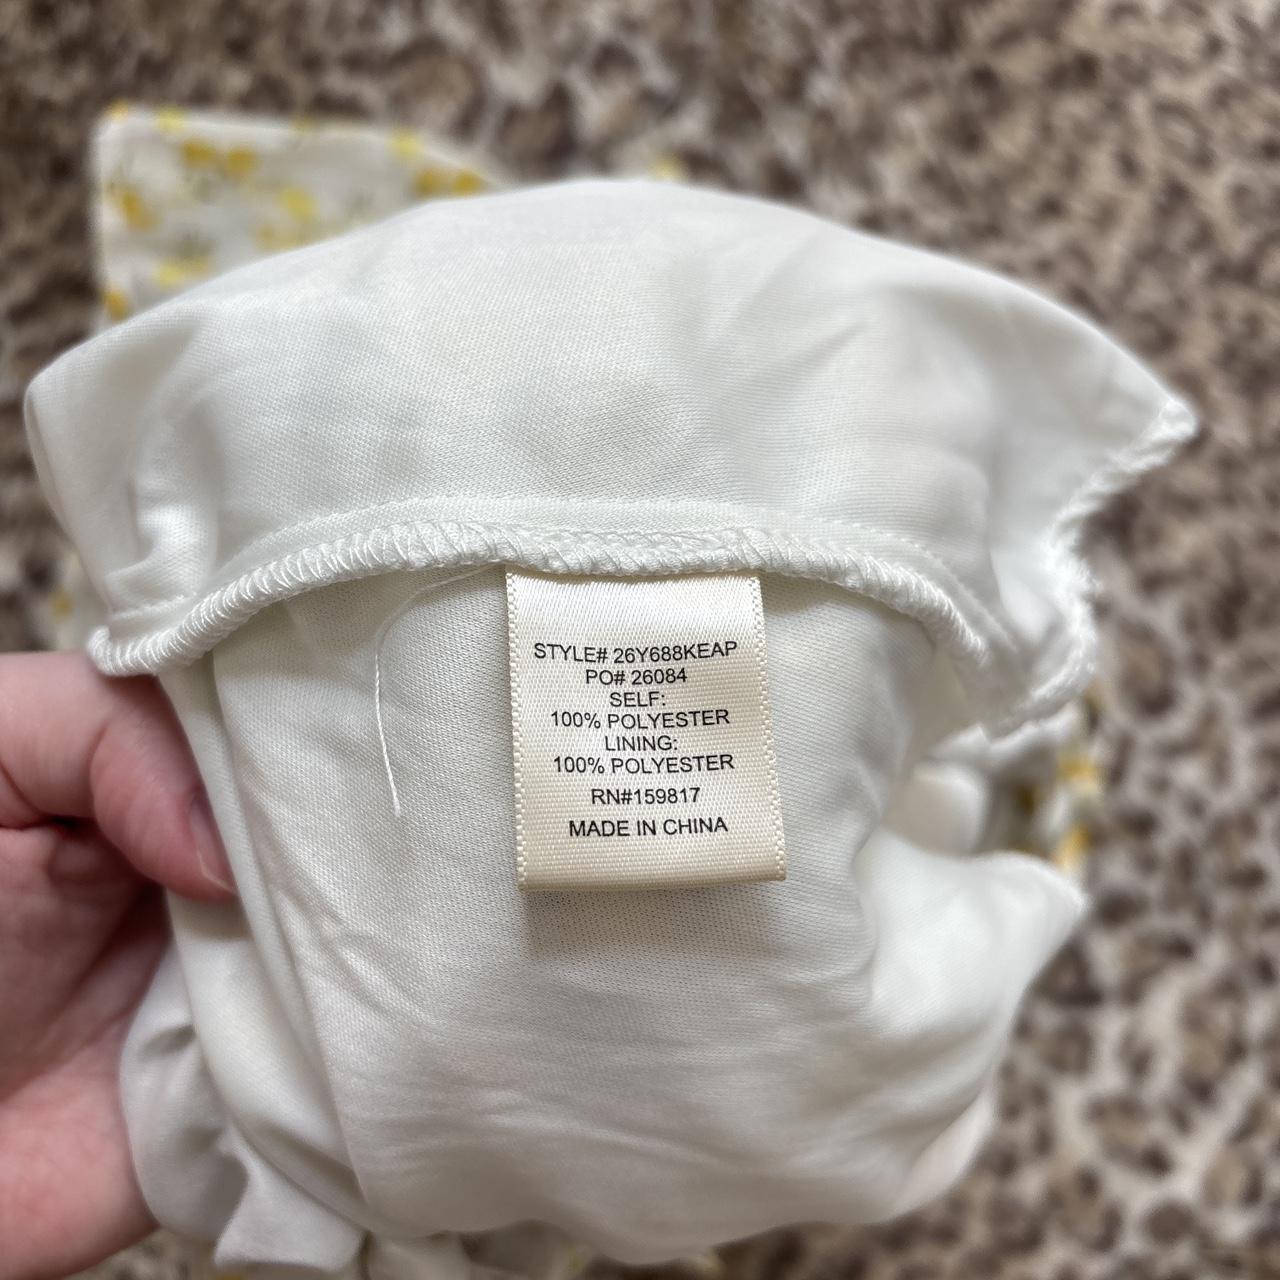 STYLE# 26Y688KEAP
PO# 26084
SELF:
100% POLYESTER
LINING:
100% POLYESTER
RN#159817
MADE IN CHINA